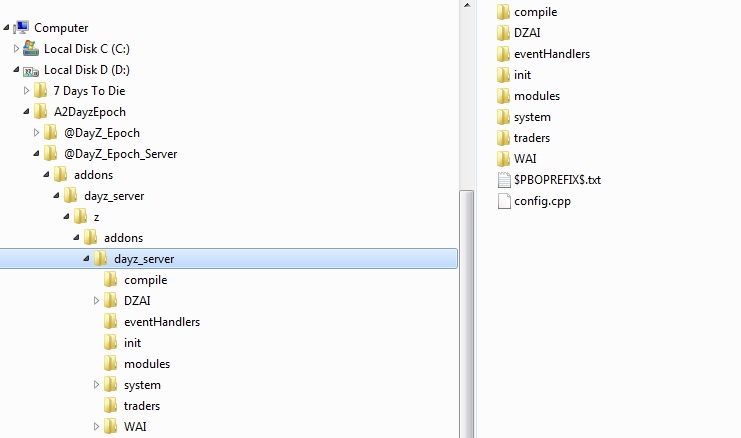 Computer
Local Disk C (C:)
Local Disk D (D:)
7 Days To Die
A2DayzEpoch
@DayZ_Epoch
@DayZ_Epoch_Server
addons
dayz_server
z
addons
dayz_server
compile
DZAI
eventHandlers
init
modules
system
traders
WAI
compile
DZAI
eventHandlers
init
modules
system
traders
WAI
$PBOPREFIX$.txt
config.cpp